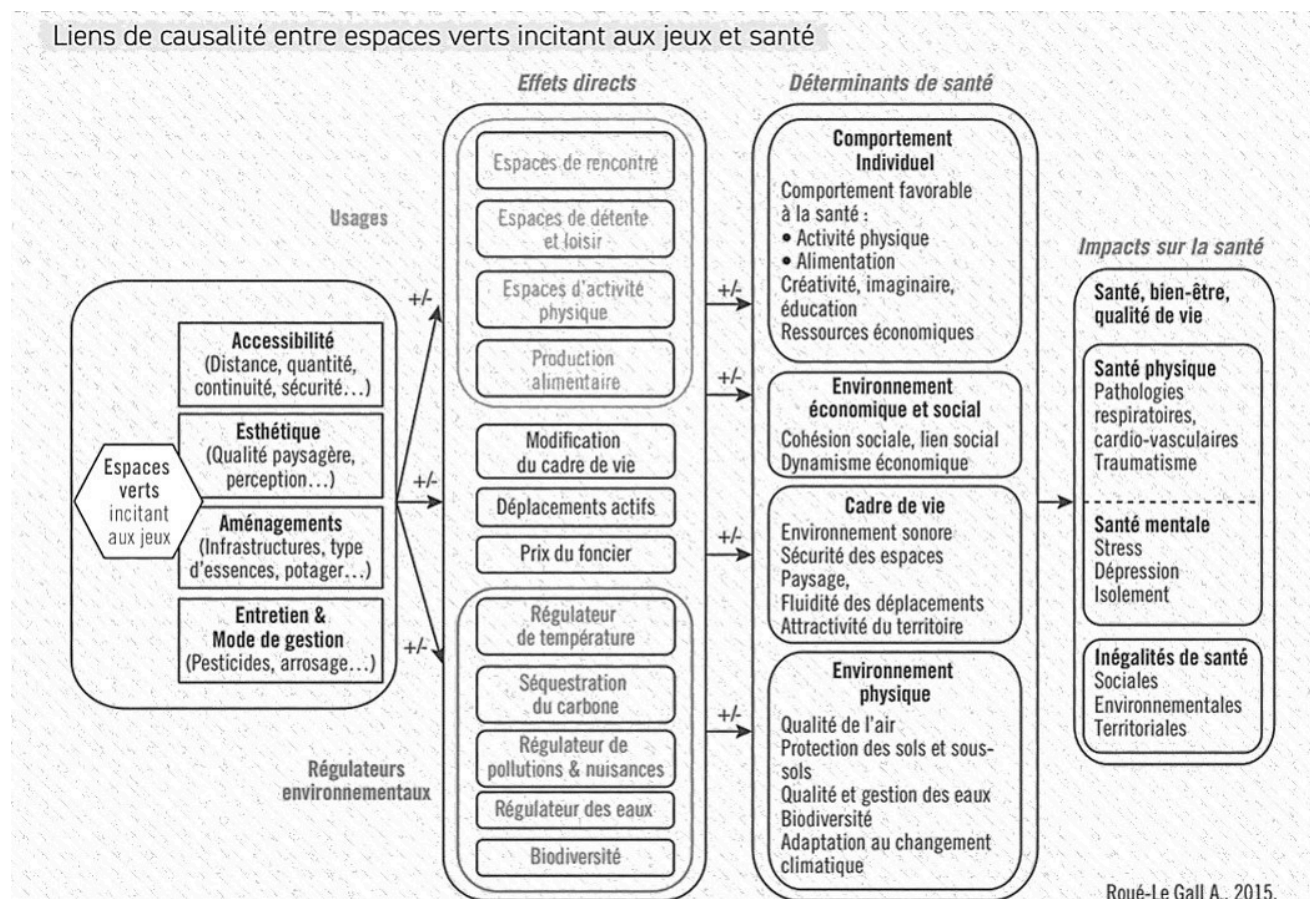 Liens de causalité entre espaces verts incitant aux jeux et santé
Usages
Régulateurs
environnementaux
Espaces
verts
incitant
aux jeux
Accessibilité
(Distance, quantité,
continuité, sécurité…)
Esthétique
(Qualité paysagère,
perception…)
Aménagements
(Infrastructures, type
d’essences, potager…)
Entretien &
Mode de gestion
(Pesticides, arrosage…)
+/-
+/-
+/-
Effets directs
Espaces de rencontre
Espaces de détente
et loisir
Espaces d’activité
physique
Production
alimentaire
Modification
du cadre de vie
Déplacements actifs
Prix du foncier
Régulateur
de température
Séquestration
du carbone
Régulateur de
pollutions & nuisances
Régulateur des eaux
Biodiversité
+/-
+/-
+/-
+/-
Déterminants de santé
Comportement
Individuel
Comportement favorable
à la santé :
• Activité physique
• Alimentation
Créativité, imaginaire,
éducation
Ressources économiques
Environnement
économique et social
Cohésion sociale, lien social
Dynamisme économique
Cadre de vie
Environnement sonore
Sécurité des espaces
Paysage,
Fluidité des déplacements
Attractivité du territoire
Environnement
physique
Qualité de l’air
Protection des sols et sous-
sols
Qualité et gestion des eaux
Biodiversité
Adaptation au changement
climatique
Impacts sur la santé
Santé, bien-être,
qualité de vie
Santé physique
Pathologies
respiratoires,
cardio-vasculaires
Traumatisme
Santé mentale
Stress
Dépression
Isolement
Inégalités de santé
Sociales
Environnementales
Territoriales
Roué-Le Gall A., 2015.